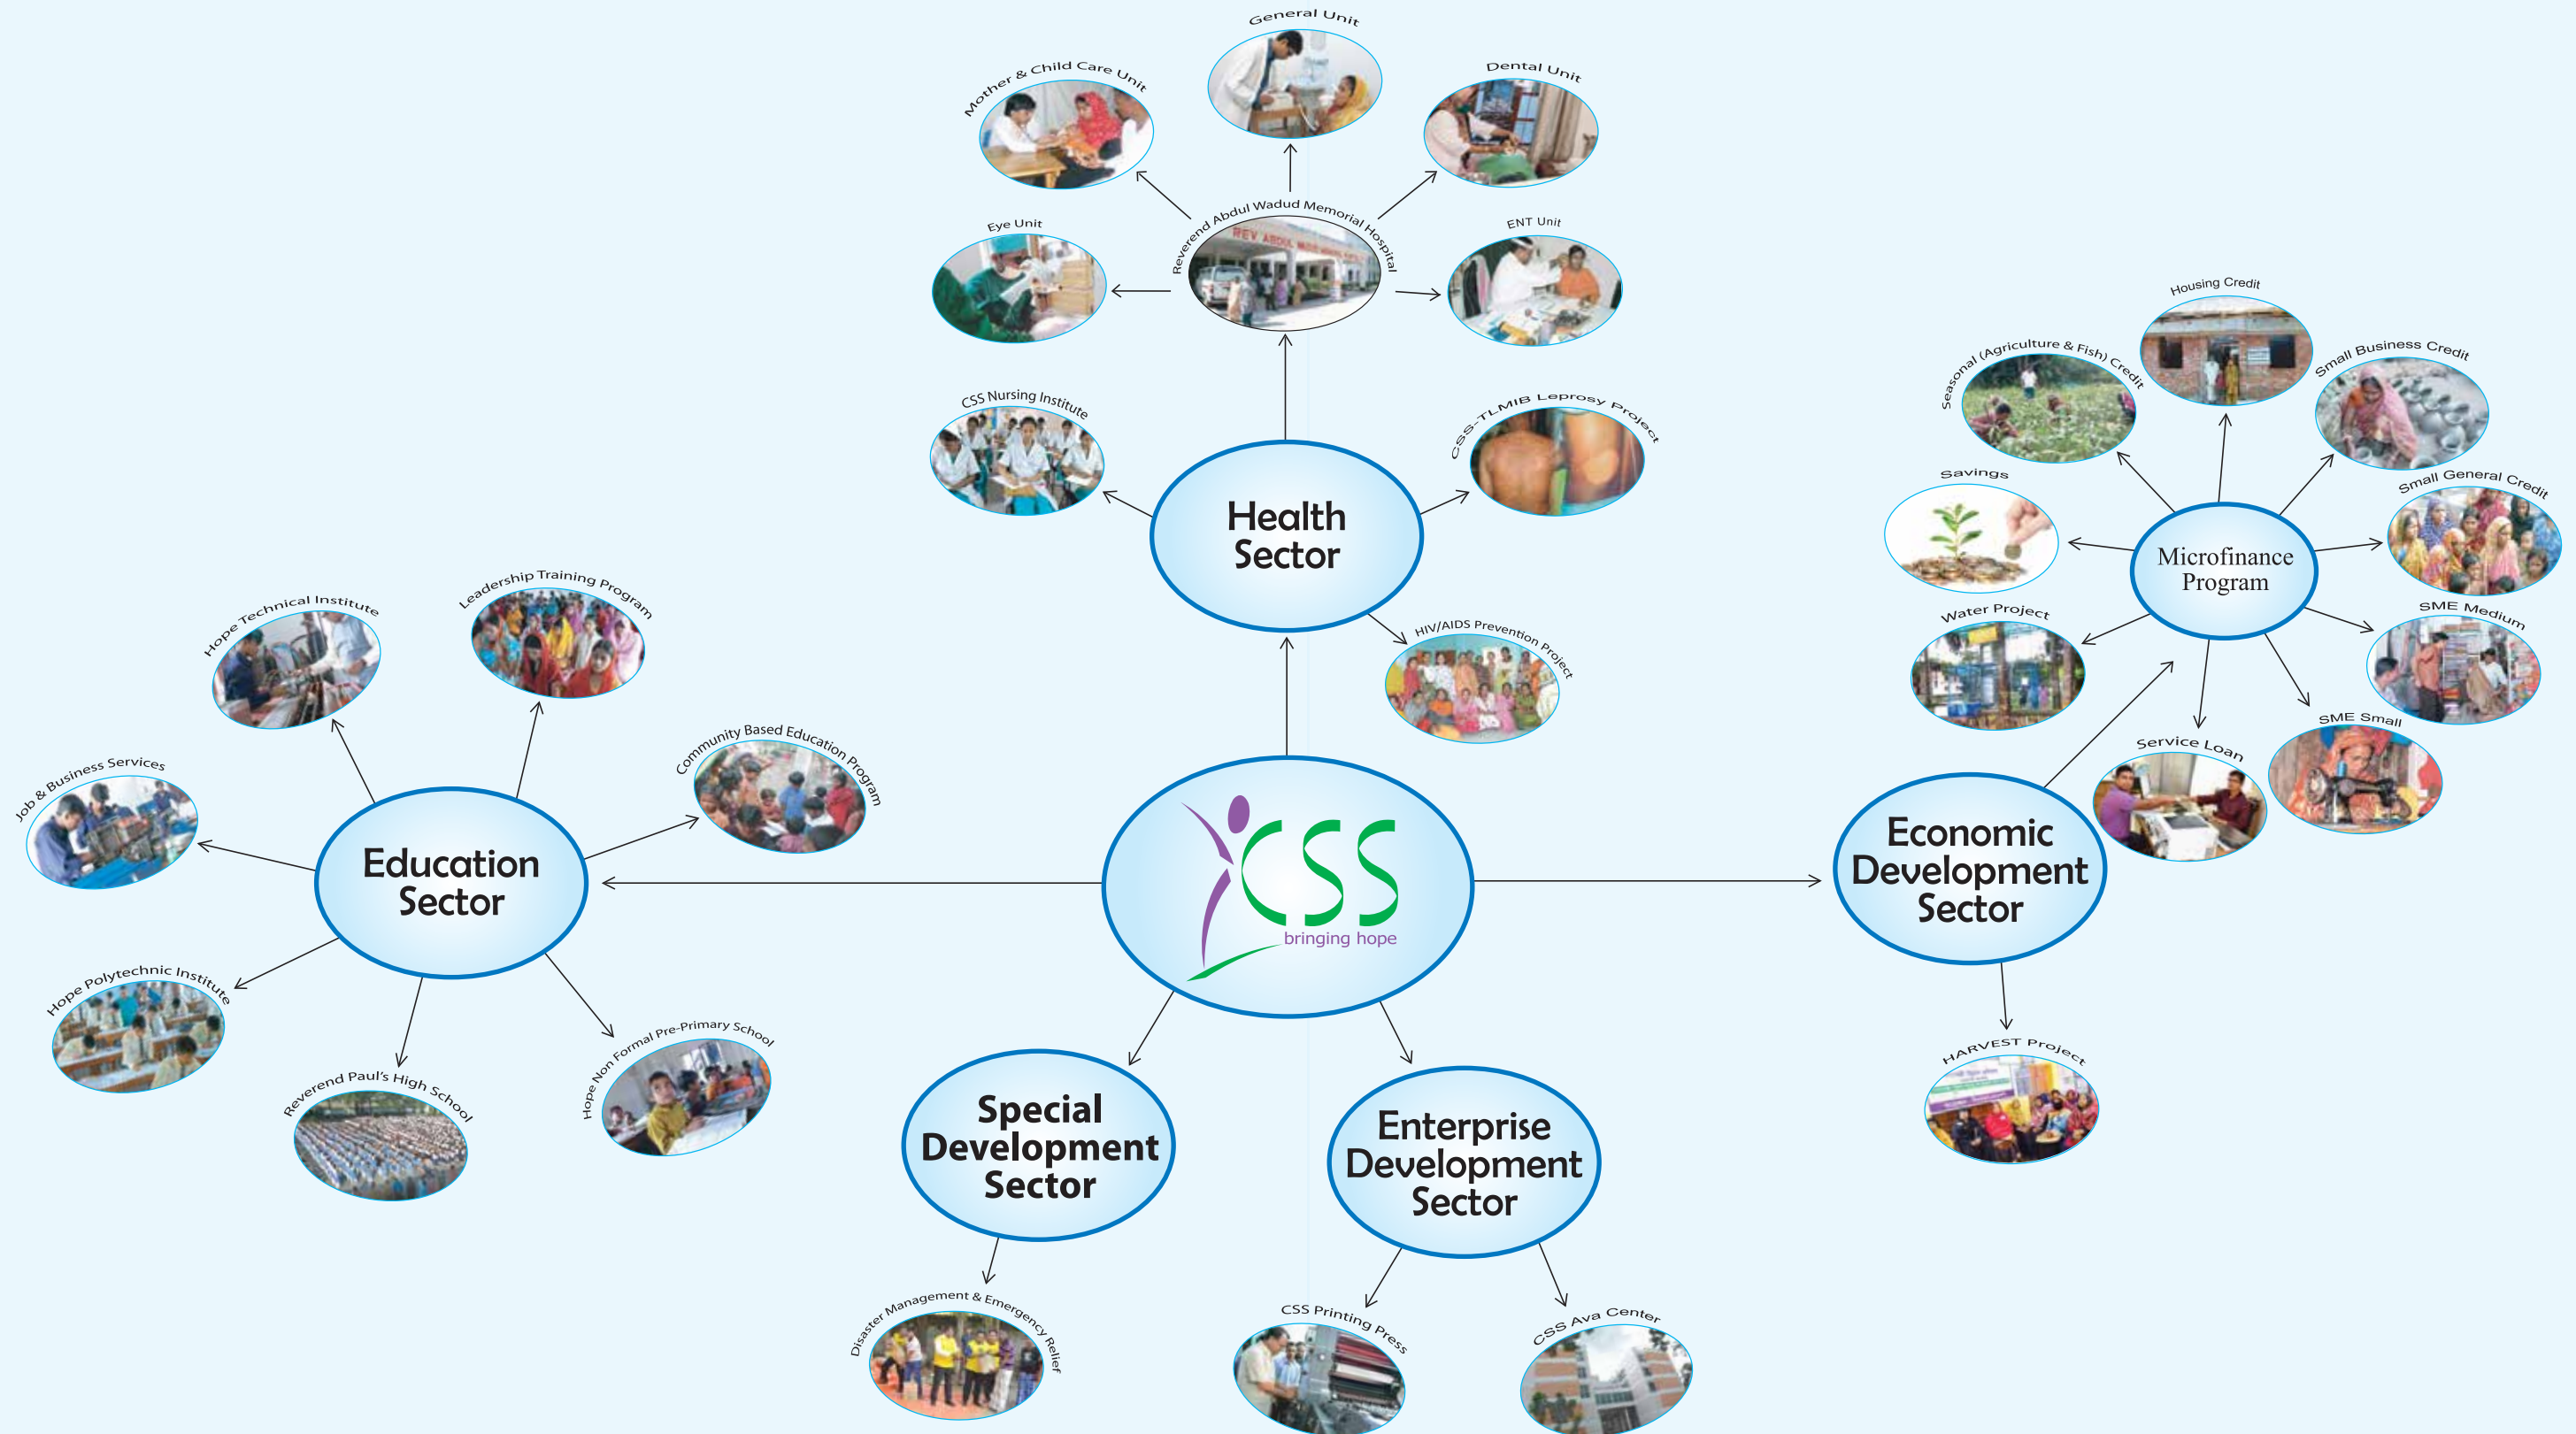 General Unit
Mother & Child Care Unit
Dental Unit
Eye Unit
Reverend Abdul Wadud Memorial Hospital
REV ABDUL
ENT Unit
CSS Nursing Institute
CSS-TLMIB Leprosy Project
Health
Sector
HIV/AIDS Prevention Project
Housing Credit
Seasonal (Agriculture & Fish) Credit
Small Business Credit
Savings
Small General Credit
Microfinance
Program
Water Project
SME Medium
Service Loan
SME Small
Economic
Development
Sector
HARVEST Project
Leadership Training Program
Hope Technical Institute
Community Based Education Program
Job & Business Services
Education
Sector
Hope Polytechnic Institute
Reverend Paul's High School
Hope Non Formal Pre-Primary School
CSS
bringing hope
Special
Development
Sector
Disaster Management & Emergency Relief
Enterprise
Development
Sector
CSS Printing Press
CSS Ava Center